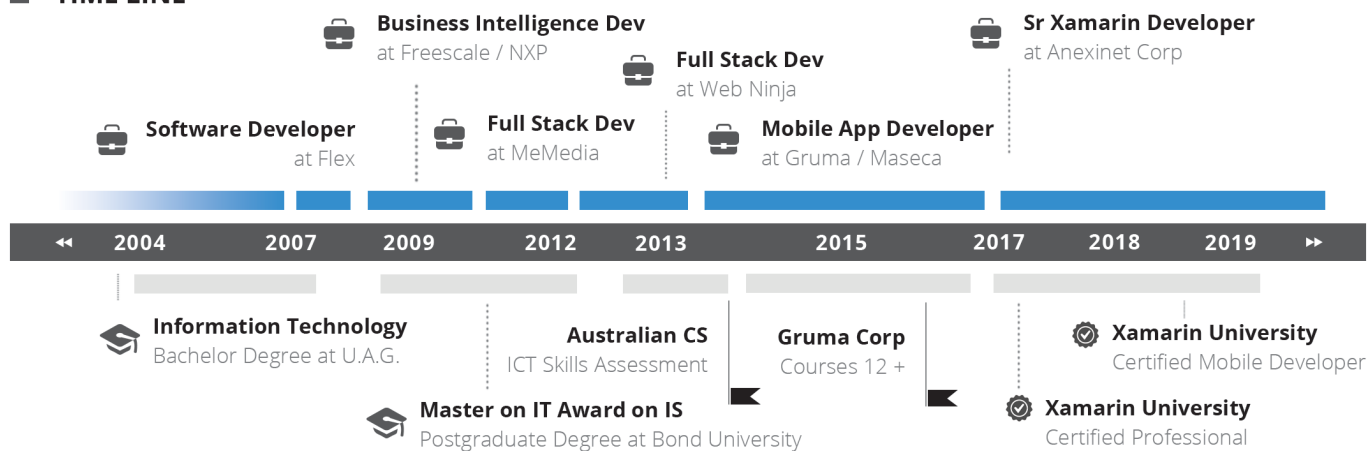 TIME LINE
Business Intelligence Dev
at Freescale / NXP
Sr Xamarin Developer
at Anexinet Corp
Full Stack Dev
at Web Ninja
Software Developer
at Flex
Full Stack Dev
at MeMedia
Mobile App Developer
at Gruma / Maseca
2004 2007 2009 2012 2013 2015 2017 2018 2019
Information Technology
Bachelor Degree at U.A.G.
Australian CS
ICT Skills Assessment
Gruma Corp
Courses 12 +
Xamarin University
Certified Mobile Developer
Master on IT Award on IS
Postgraduate Degree at Bond University
Xamarin University
Certified Professional